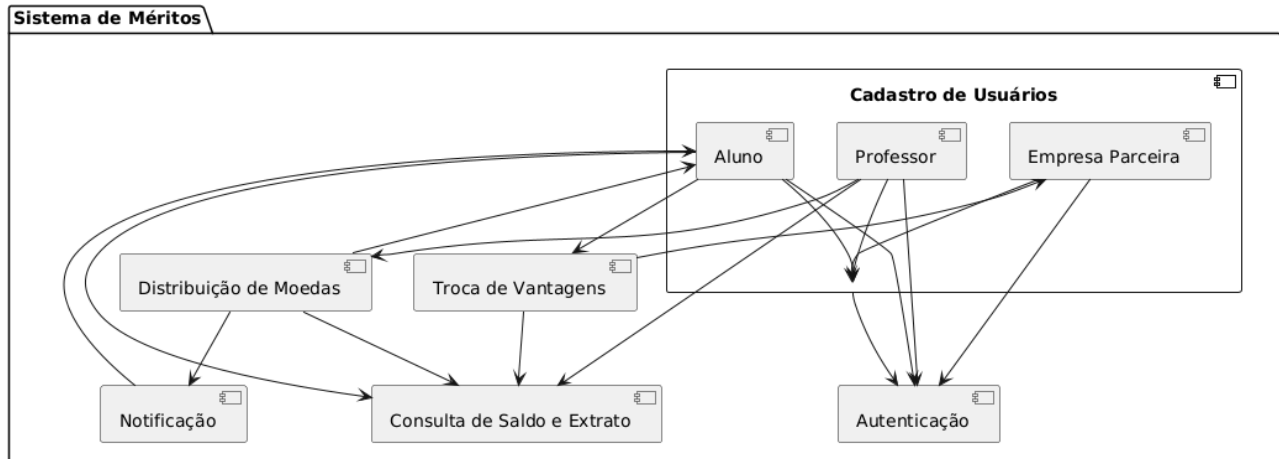 Sistema de Méritos
Cadastro de Usuários
Aluno
Professor
Empresa Parceira
Distribuição de Moedas
Troca de Vantagens
Notificação
Consulta de Saldo e Extrato
Autenticação